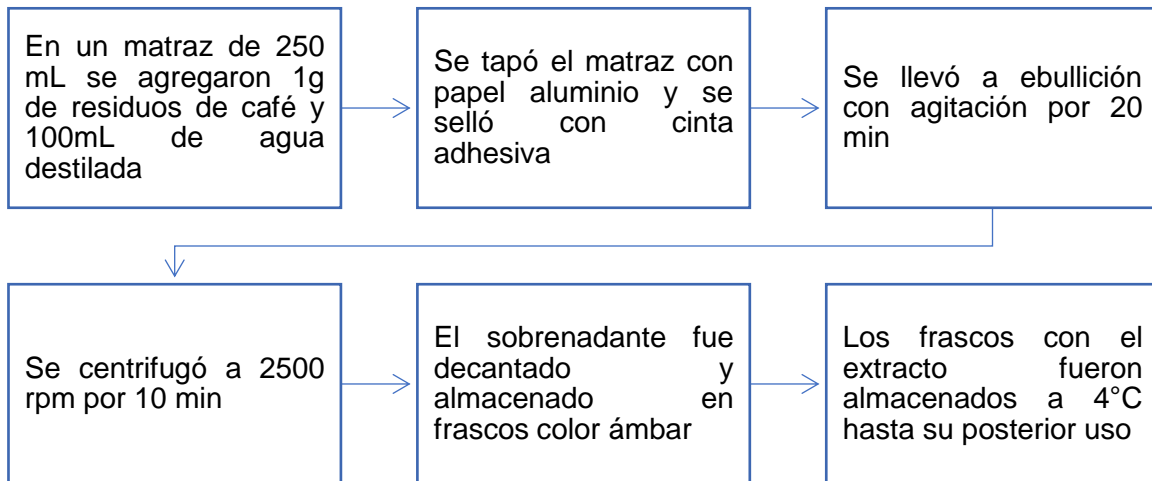 En un matraz de 250
mL se agregaron 1g
de residuos de café y
100mL de agua
destilada
Se tapó el matraz con
papel aluminio y se
selló con cinta
adhesiva
Se llevó a ebullición
con agitación por 20
min
Se centrifugó a 2500
rpm por 10 min
El sobrenadante fue
decantado y
almacenado en
frascos color ámbar
Los frascos con el
extracto fueron
almacenados a 4°C
hasta su posterior uso